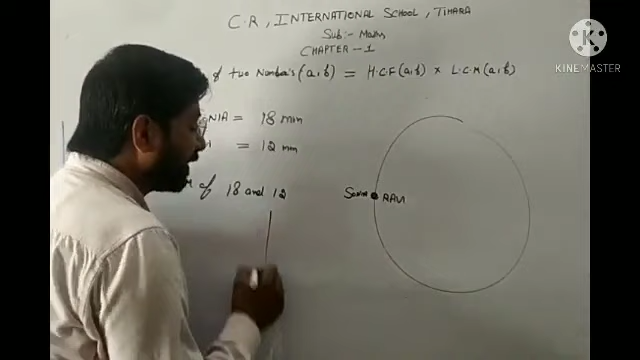 C.R, INTERNATIONAL SCHOOL, TIHARA
Sub:- Maths
CHAPTER-1
of two Number's (a,b) = H.C.F(a,b) × L.C.M(a,b)
NIA = 18 min
= 12 min
M of 18 and 12
Sonia RAVI
K
KINEMASTER